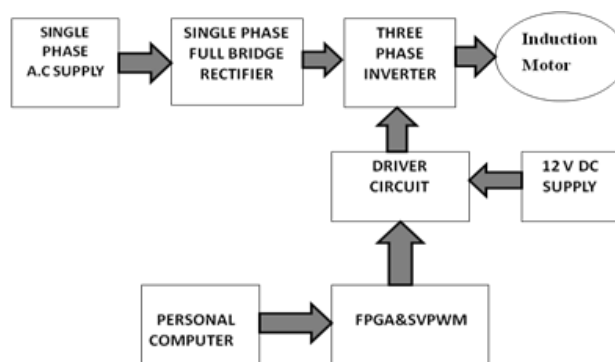 SINGLE
PHASE
A.C SUPPLY
SINGLE PHASE
FULL BRIDGE
RECTIFIER
THREE
PHASE
INVERTER
Induction
Motor
DRIVER
CIRCUIT
12 V DC
SUPPLY
PERSONAL
COMPUTER
FPGA&SVPWM